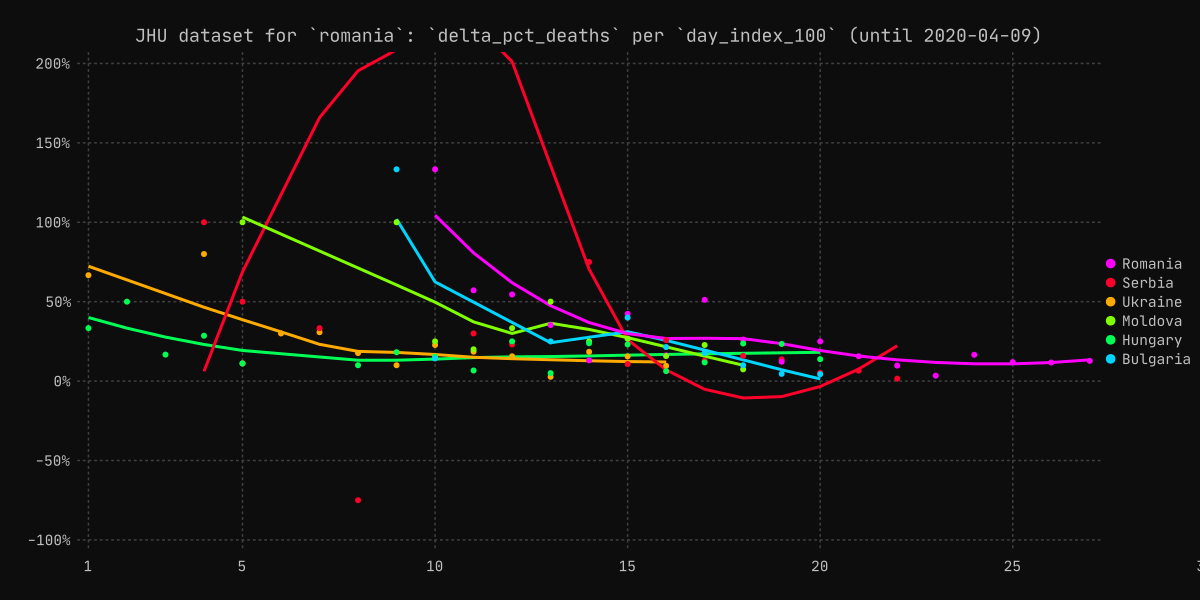 JHU dataset for `romania`: `delta_pct_deaths` per `day_index_100` (until 2020-04-09)
200%
150%
100%
50%
0%
-50%
-100%
1 5 10 15 20 25
Romania
Serbia
Ukraine
Moldova
Hungary
Bulgaria